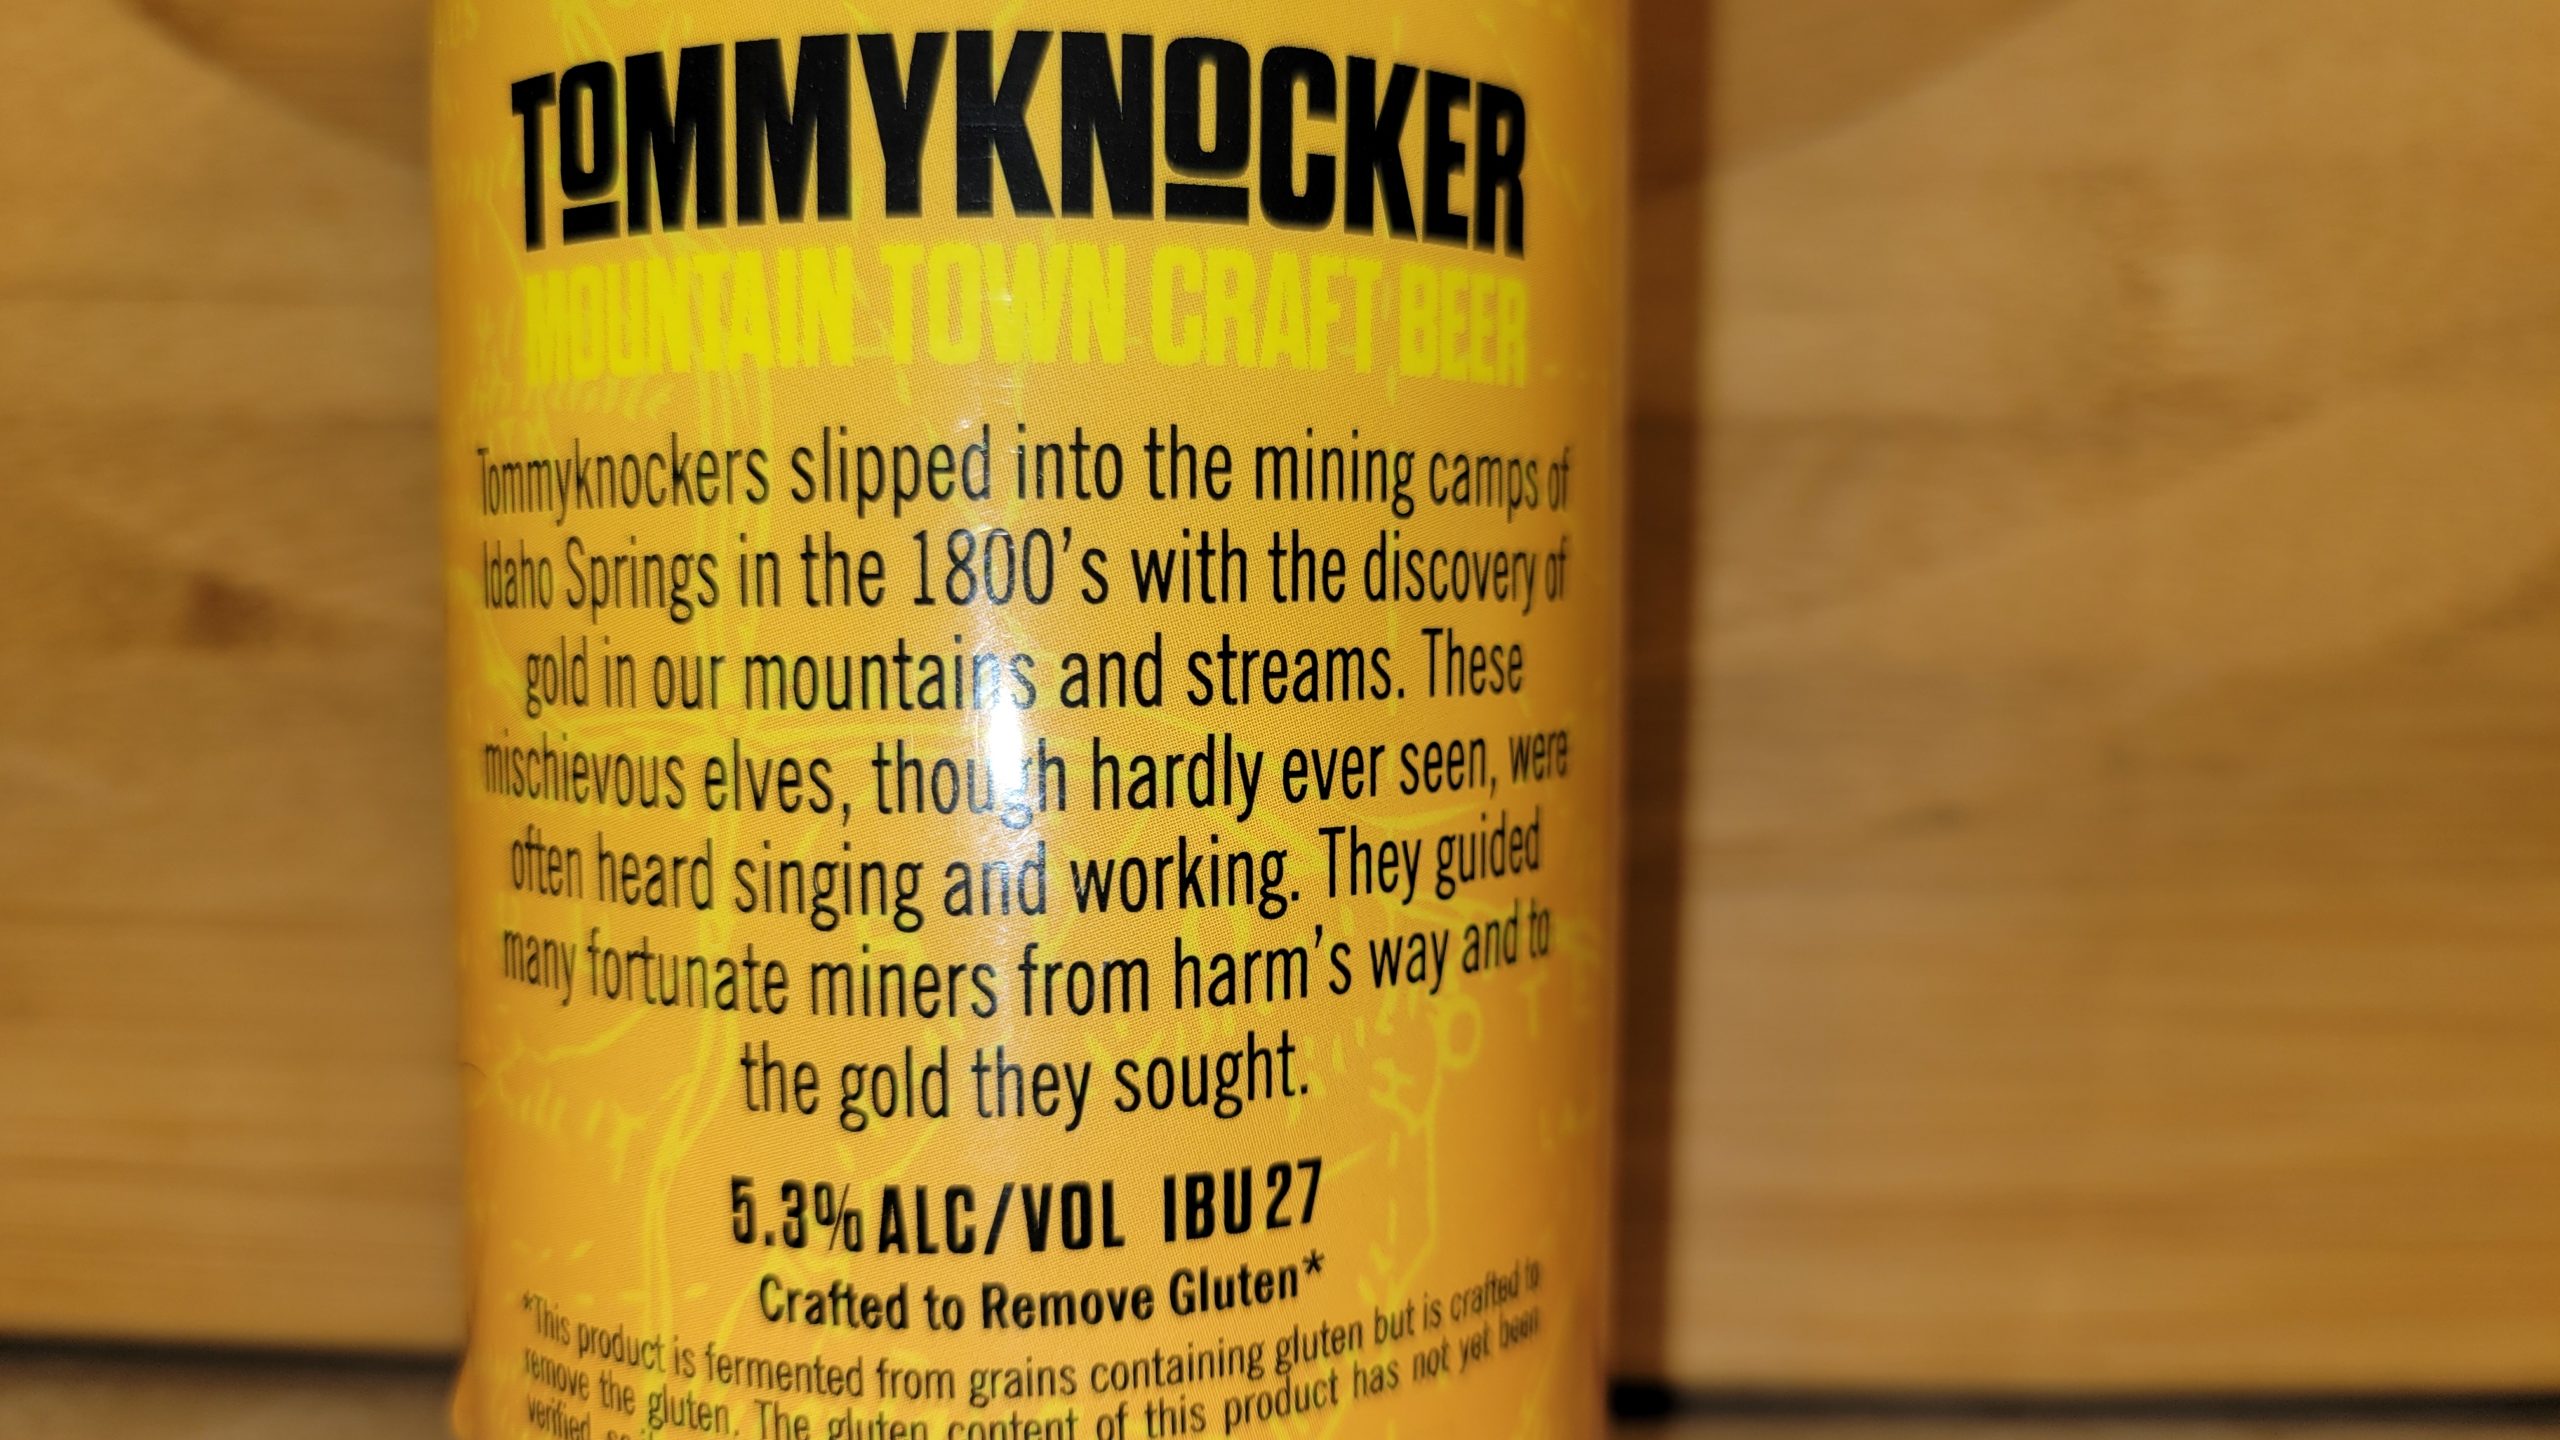 TOMMYKNOCKER
MOUNTAIN TOWN CRAFT BEER
Tommyknockers slipped into the mining camps of
Idaho Springs in the 1800's with the discovery of
gold in our mountains and streams. These
mischievous elves, though hardly ever seen, were
often heard singing and working. They guided
many fortunate miners from harm's way and to
the gold they sought.
5.3% ALC/VOL IBU 27
Crafted to Remove Gluten*
*This product is fermented from grains containing gluten but is crafted to
remove the gluten. The gluten content of this product has not yet been
verified